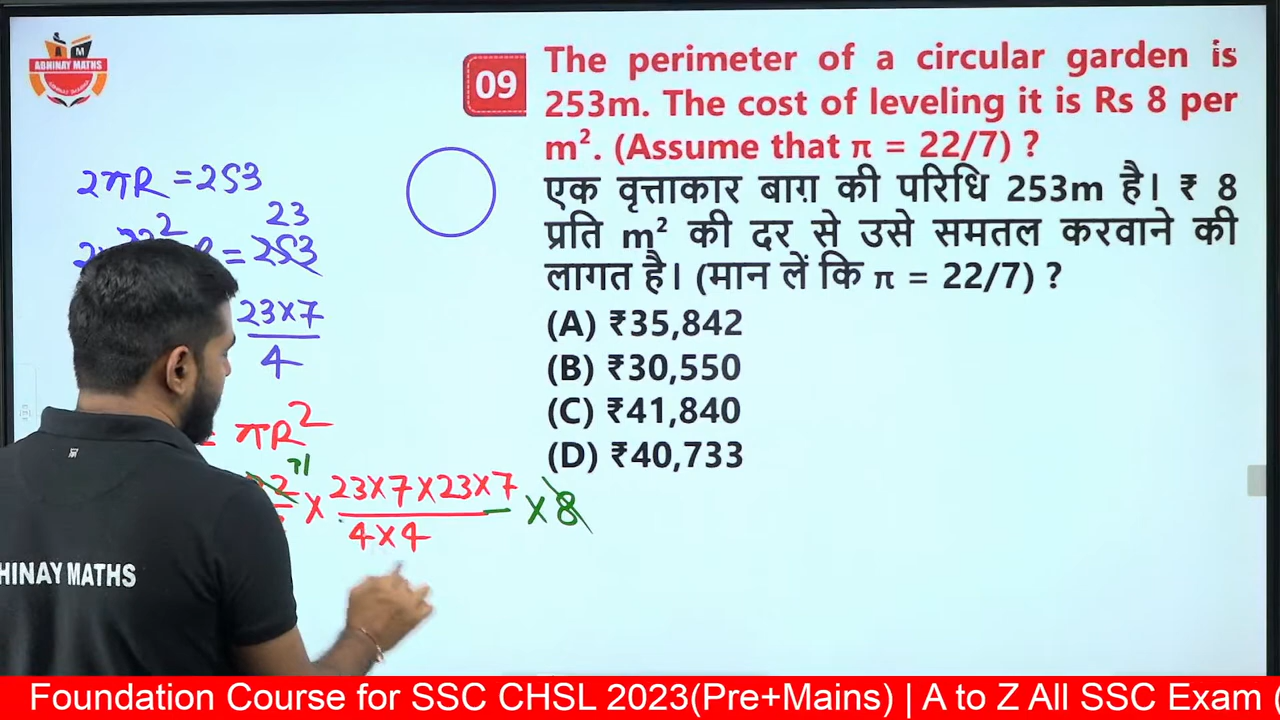 ABHINAY MATHS
09
The perimeter of a circular garden is
253m. The cost of leveling it is Rs 8 per
m². (Assume that π = 22/7) ?
एक वृत्ताकार बाग़ की परिधि 253m है। ₹ 8
प्रति m² की दर से उसे समतल करवाने की
लागत है। (मान लें कि π = 22/7) ?
(A) ₹35,842
(B) ₹30,550
(C) ₹41,840
(D) ₹40,733
2πR = 253
23
= 253
23×7
4
= πR²
11
× 23×7×23×7 × 8
4×4
HINAY MATHS
Foundation Course for SSC CHSL 2023(Pre+Mains) | A to Z All SSC Exam (